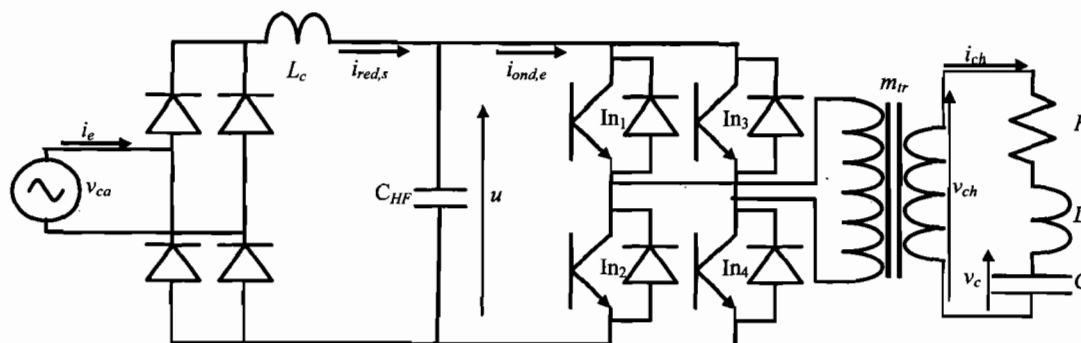 L_c
i_red,s
i_ond,e
i_e
v_ca
C_HF
u
In_1
In_3
In_2
In_4
m_tr
i_ch
v_ch
v_c